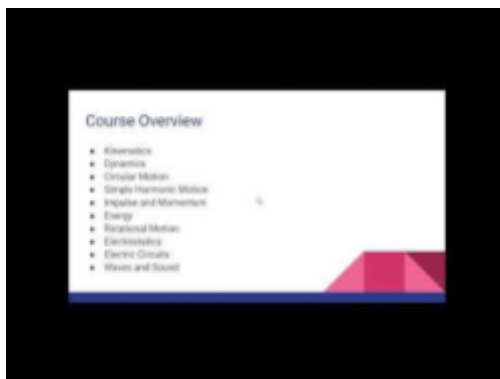 Course Overview
Kinematics
Dynamics
Circular Motion
Simple Harmonic Motion
Impulse and Momentum
Energy
Rotational Motion
Electrostatics
Electric Circuits
Waves and Sound